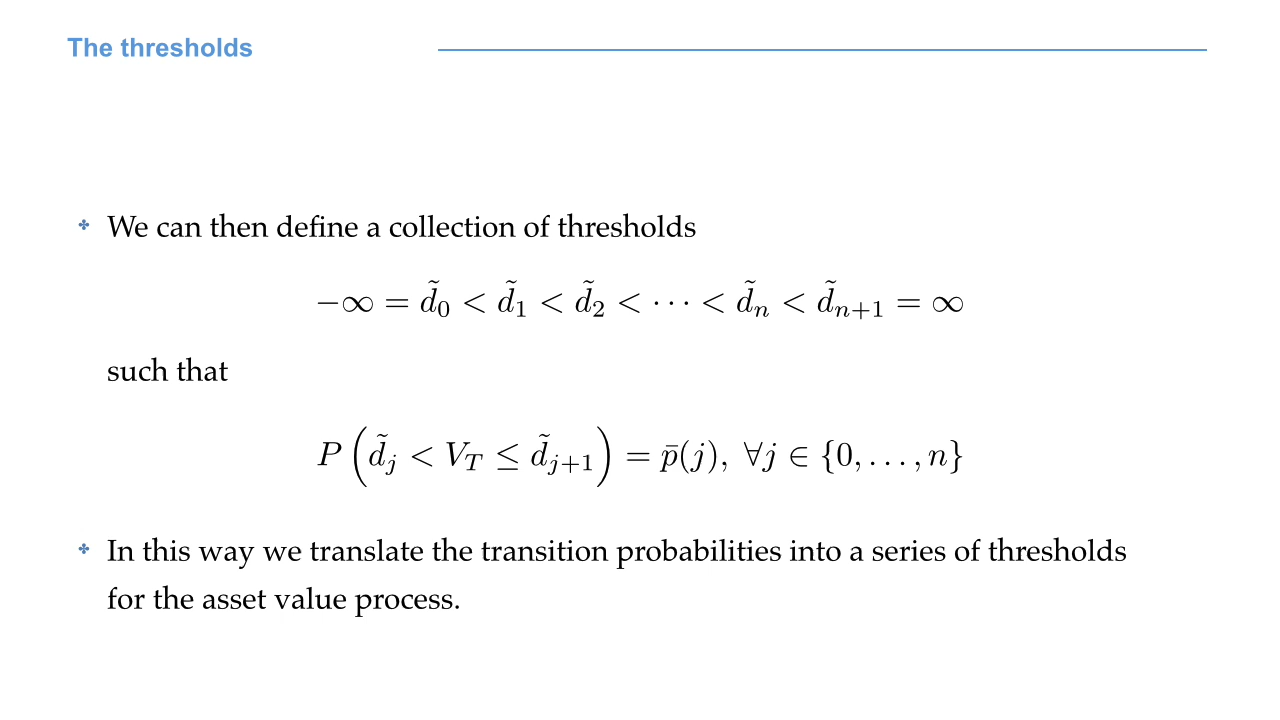 The thresholds
✤ We can then define a collection of thresholds
−∞ = d̃₀ < d̃₁ < d̃₂ < ⋯ < d̃ₙ < d̃ₙ₊₁ = ∞
such that
P(d̃ⱼ < V_T ≤ d̃ⱼ₊₁) = p̄(j), ∀j ∈ {0, …, n}
✤ In this way we translate the transition probabilities into a series of thresholds
for the asset value process.